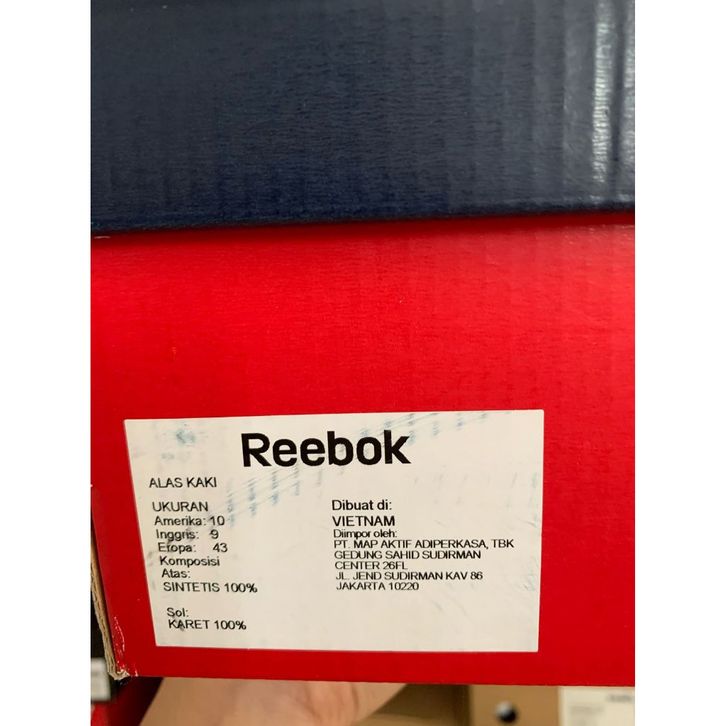 Reebok
ALAS KAKI
UKURAN
Amerika: 10
Inggris: 9
Eropa: 43
Komposisi
Atas:
SINTETIS 100%
Sol:
KARET 100%
Dibuat di:
VIETNAM
Diimpor oleh:
PT. MAP AKTIF ADIPERKASA, TBK
GEDUNG SAHID SUDIRMAN
CENTER 26FL
JL. JEND SUDIRMAN KAV 86
JAKARTA 10220